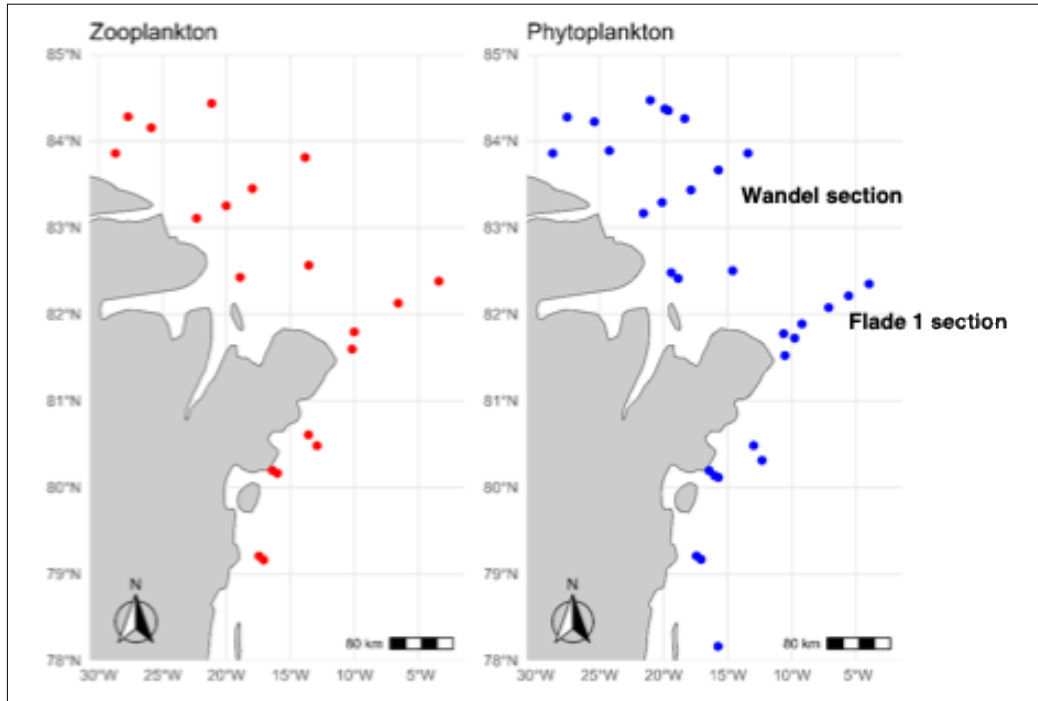 Zooplankton
85°N
84°N
83°N
82°N
81°N
80°N
79°N
78°N
30°W
25°W
20°W
15°W
10°W
5°W
N
80 km
Phytoplankton
85°N
84°N
83°N
82°N
81°N
80°N
79°N
78°N
30°W
25°W
20°W
15°W
10°W
5°W
Wandel section
Flade 1 section
N
80 km